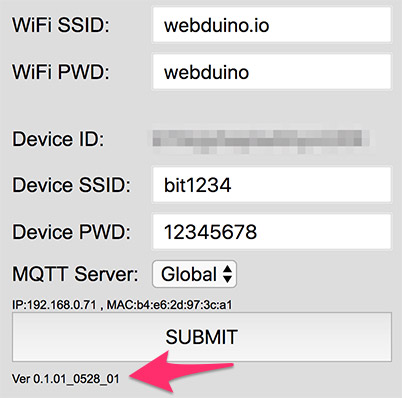 WiFi SSID: webduino.io
WiFi PWD: webduino
Device ID:
Device SSID: bit1234
Device PWD: 12345678
MQTT Server: Global
IP:192.168.0.71 , MAC:b4:e6:2d:97:3c:a1
SUBMIT
Ver 0.1.01_0528_01